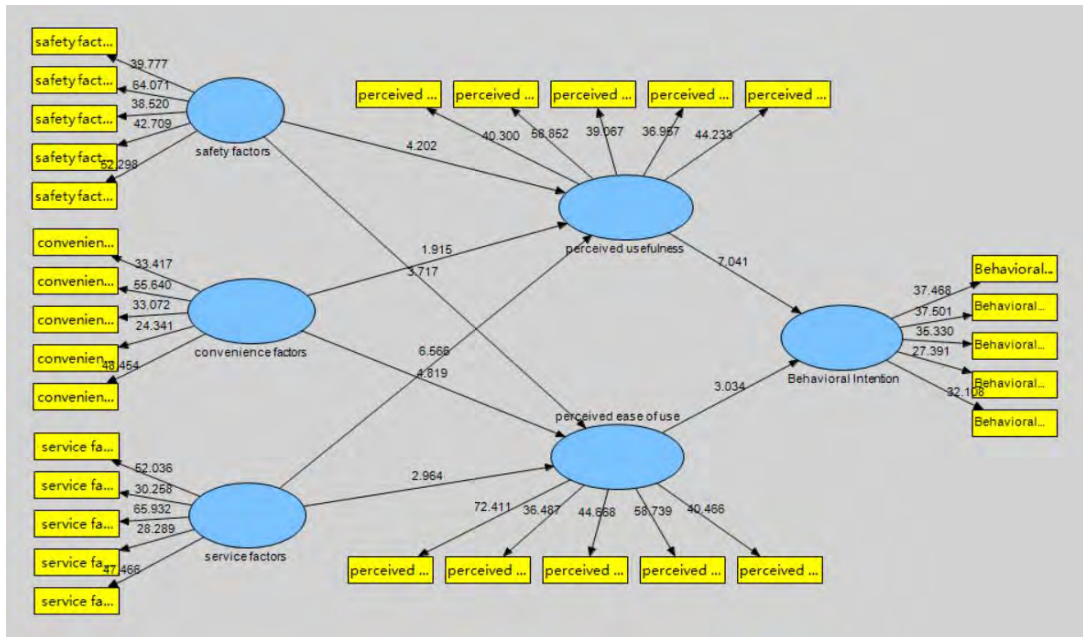 safety fact...
safety fact...
safety fact...
safety fact...
safety fact...
39.777
64.071
38.520
42.709
52.298
safety factors
perceived ...
perceived ...
perceived ...
perceived ...
perceived ...
40.300
58.852
39.067
36.957
44.233
4.202
perceived usefulness
convenien...
convenien...
convenien...
convenien...
convenien...
33.417
55.640
33.072
24.341
48.454
convenience factors
1.915
3.717
7.041
Behavioral...
Behavioral...
Behavioral...
Behavioral...
Behavioral...
37.468
37.501
35.330
27.391
32.108
Behavioral Intention
6.566
4.819
3.034
perceived ease of use
service fa...
service fa...
service fa...
service fa...
service fa...
52.036
30.258
65.932
28.289
47.466
service factors
2.964
72.411
36.487
44.668
58.739
40.466
perceived ...
perceived ...
perceived ...
perceived ...
perceived ...